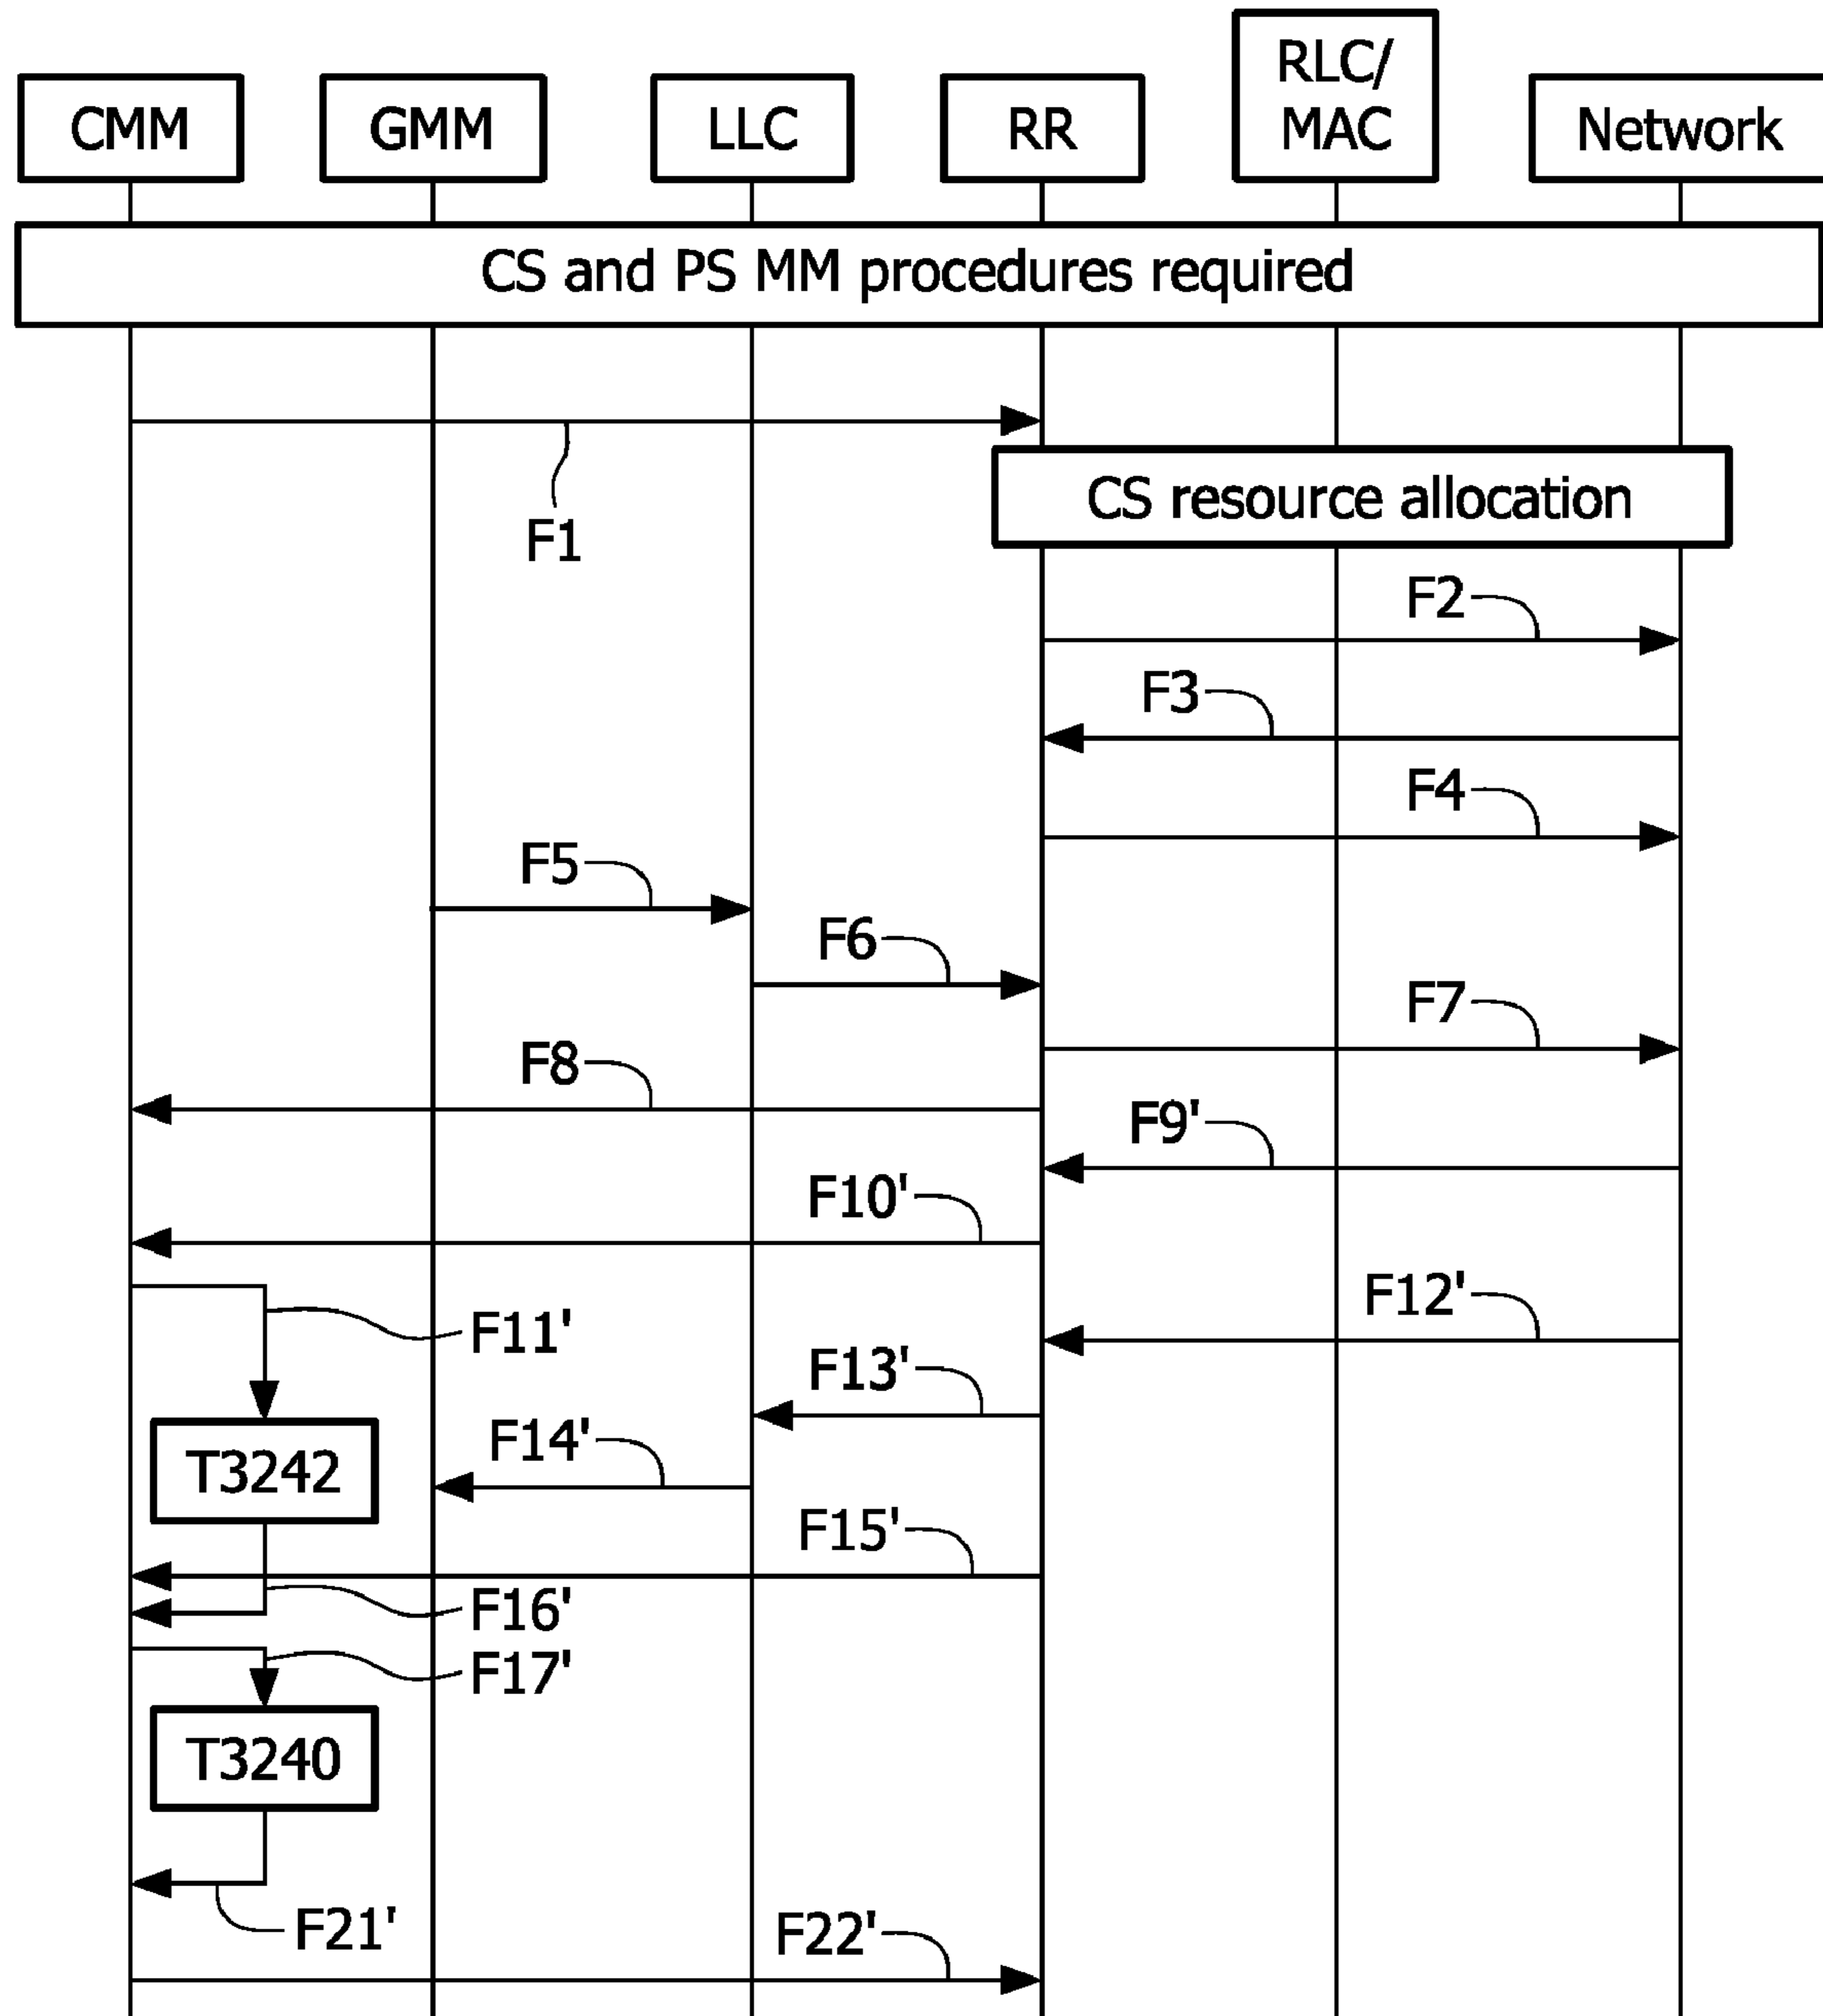 CMM
GMM
LLC
RR
RLC/
MAC
Network
CS and PS MM procedures required
F1
CS resource allocation
F2
F3
F4
F5
F6
F7
F8
F9'
F10'
F11'
F12'
F13'
F14'
T3242
F15'
F16'
F17'
T3240
F21'
F22'